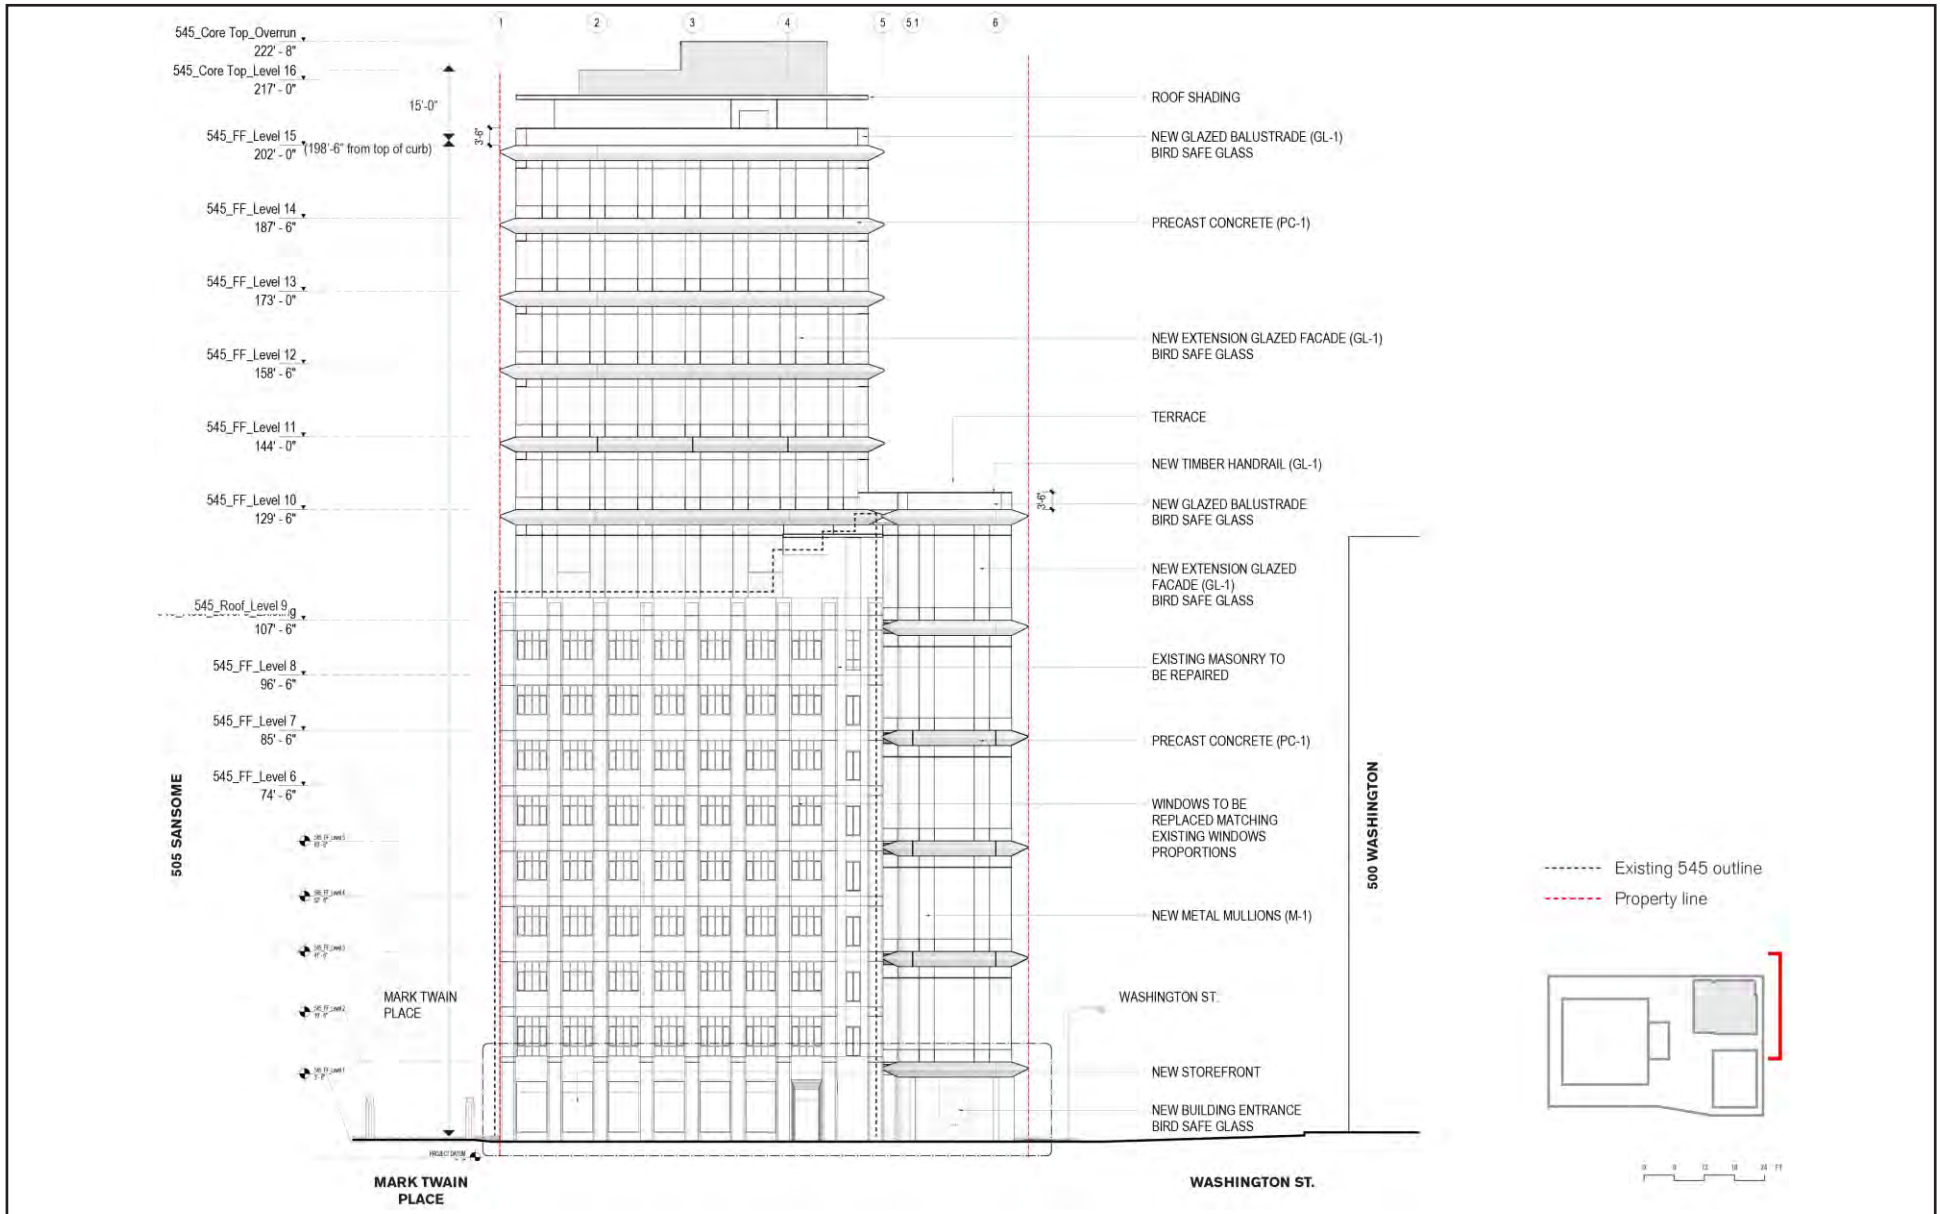 1
2
3
4
5
5.1
6
545_Core Top_Overrun
222' - 8"
545_Core Top_Level 16
217' - 0"
15'-0"
545_FF_Level 15
202' - 0"
(198'-6" from top of curb)
3'-6"
545_FF_Level 14
187' - 6"
545_FF_Level 13
173' - 0"
545_FF_Level 12
158' - 6"
545_FF_Level 11
144' - 0"
545_FF_Level 10
129' - 6"
545_Roof_Level 9
107' - 6"
545_FF_Level 8
96' - 6"
545_FF_Level 7
85' - 6"
545_FF_Level 6
74' - 6"
505 SANSOME
MARK TWAIN
PLACE
PROJECT DATUM
MARK TWAIN
PLACE
ROOF SHADING
NEW GLAZED BALUSTRADE (GL-1)
BIRD SAFE GLASS
PRECAST CONCRETE (PC-1)
NEW EXTENSION GLAZED FACADE (GL-1)
BIRD SAFE GLASS
TERRACE
NEW TIMBER HANDRAIL (GL-1)
3'-6"
NEW GLAZED BALUSTRADE
BIRD SAFE GLASS
NEW EXTENSION GLAZED
FACADE (GL-1)
BIRD SAFE GLASS
EXISTING MASONRY TO
BE REPAIRED
PRECAST CONCRETE (PC-1)
WINDOWS TO BE
REPLACED MATCHING
EXISTING WINDOWS
PROPORTIONS
NEW METAL MULLIONS (M-1)
WASHINGTON ST.
NEW STOREFRONT
NEW BUILDING ENTRANCE
BIRD SAFE GLASS
WASHINGTON ST.
500 WASHINGTON
Existing 545 outline
Property line
0 6 12 18 24 FT